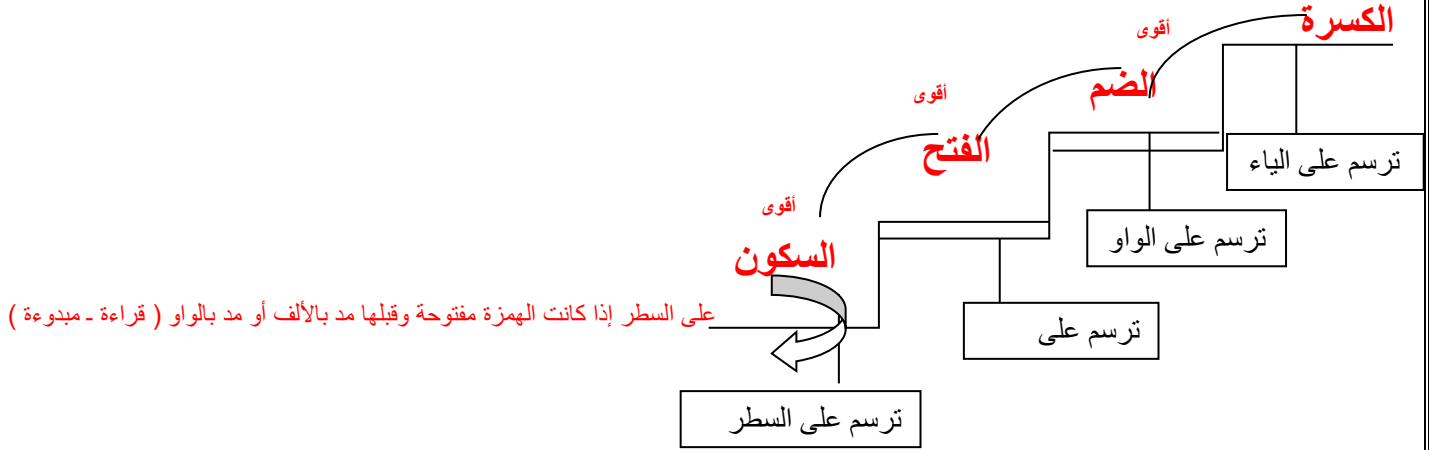 الكسرة
أقوى
الضم
أقوى
الفتح
ترسم على الياء
أقوى
ترسم على الواو
السكون
على السطر إذا كانت الهمزة مفتوحة وقبلها مد بالألف أو مد بالواو ( قراءة ـ مبدوءة )
ترسم على
ترسم على السطر